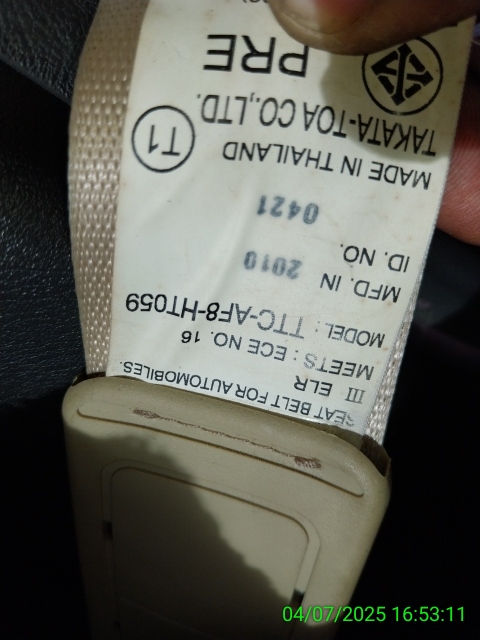 SEAT BELT FOR AUTOMOBILES.
III ELR
MEETS : ECE NO. 16
MODEL : TTC-AF8-HT059
MFD. IN 2010
ID. NO.
0421
MADE IN THAILAND
TAKATA-TOA CO.,LTD.
T1
PRE
04/07/2025 16:53:11